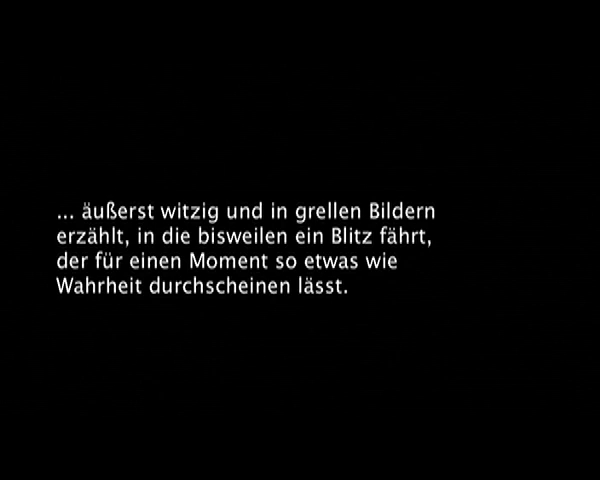 ... äußerst witzig und in grellen Bildern
erzählt, in die bisweilen ein Blitz fährt,
der für einen Moment so etwas wie
Wahrheit durchscheinen lässt.